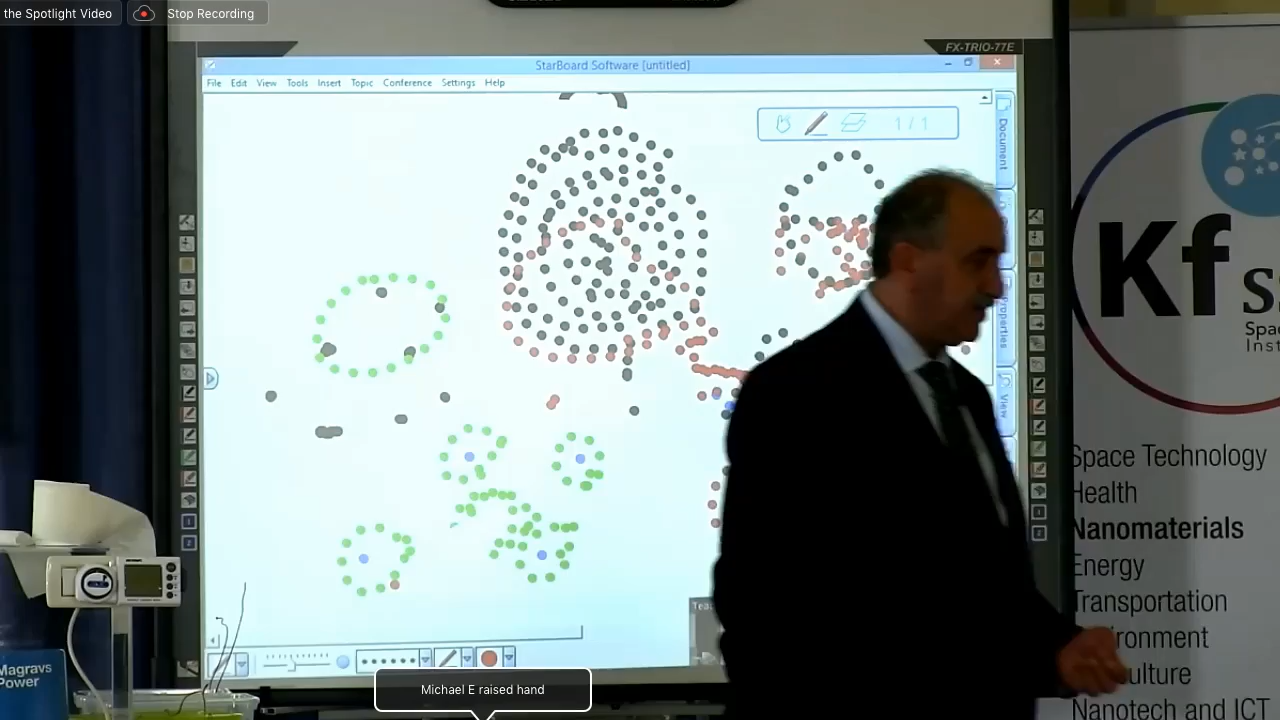 the Spotlight Video
Stop Recording
FX-TRIO-77E
StarBoard Software [untitled]
File Edit View Tools Insert Topic Conference Settings Help
1 / 1
Document
Properties
View
Kf
Space Technology
Health
Nanomaterials
Energy
Transportation
Nanotech and ICT
Magravs
Power
Michael E raised hand